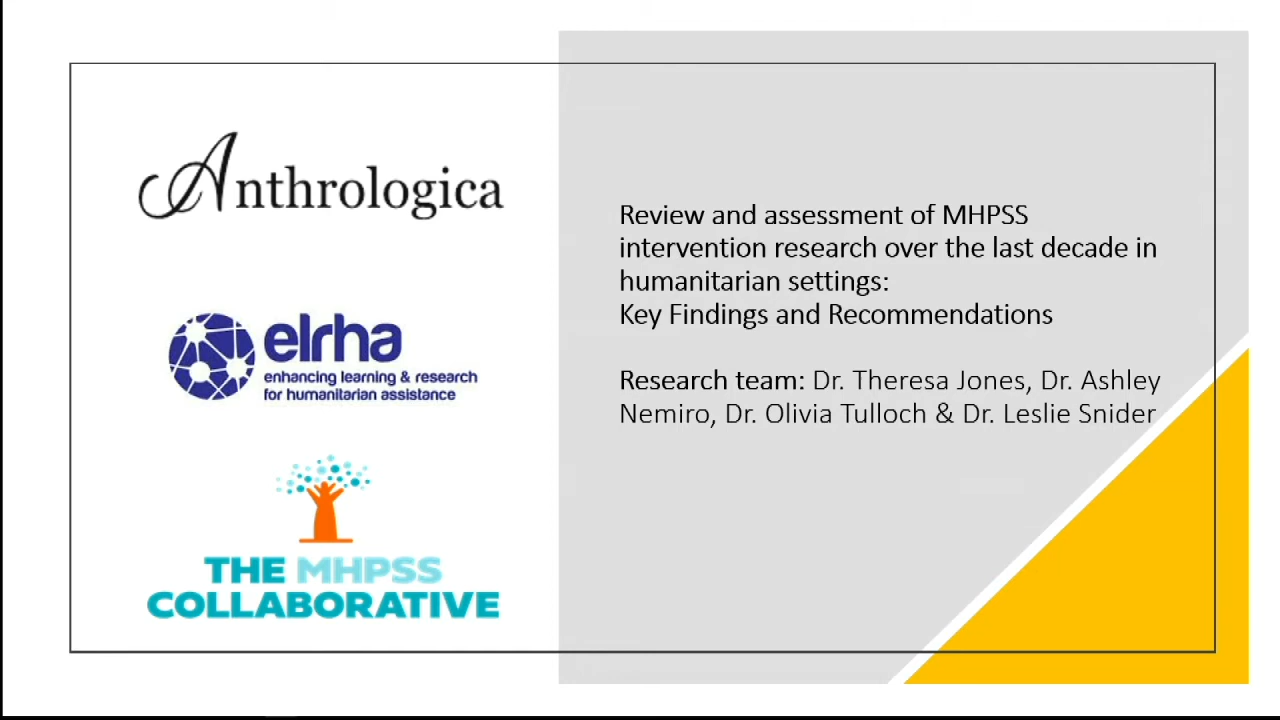 Anthrologica
elrha
enhancing learning & research
for humanitarian assistance
THE MHPSS
COLLABORATIVE
Review and assessment of MHPSS
intervention research over the last decade in
humanitarian settings:
Key Findings and Recommendations
Research team: Dr. Theresa Jones, Dr. Ashley
Nemiro, Dr. Olivia Tulloch & Dr. Leslie Snider